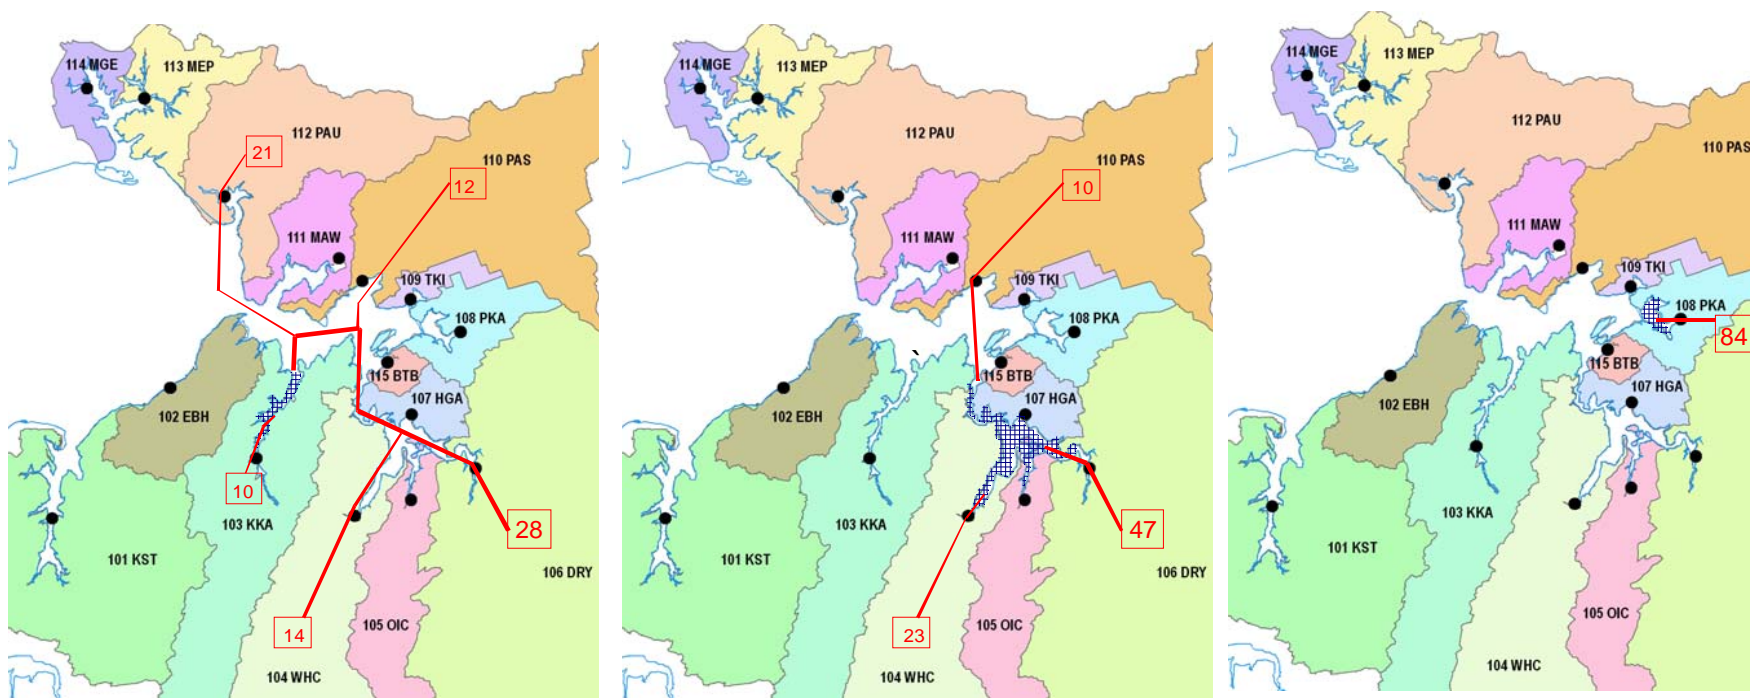 114 MGE
113 MEP
112 PAU
21
110 PAS
12
111 MAW
109 TKI
108 PKA
115 BTB
107 HGA
102 EBH
10
103 KKA
28
101 KST
106 DRY
14
105 OIC
104 WHC
114 MGE
113 MEP
112 PAU
110 PAS
10
111 MAW
109 TKI
108 PKA
`
115 BTB
107 HGA
102 EBH
103 KKA
47
101 KST
106 DRY
23
105 OIC
104 WHC
114 MGE
113 MEP
112 PAU
110 PAS
111 MAW
109 TKI
108 PKA
84
115 BTB
107 HGA
102 EBH
103 KKA
101 KST
106 DRY
105 OIC
104 WHC